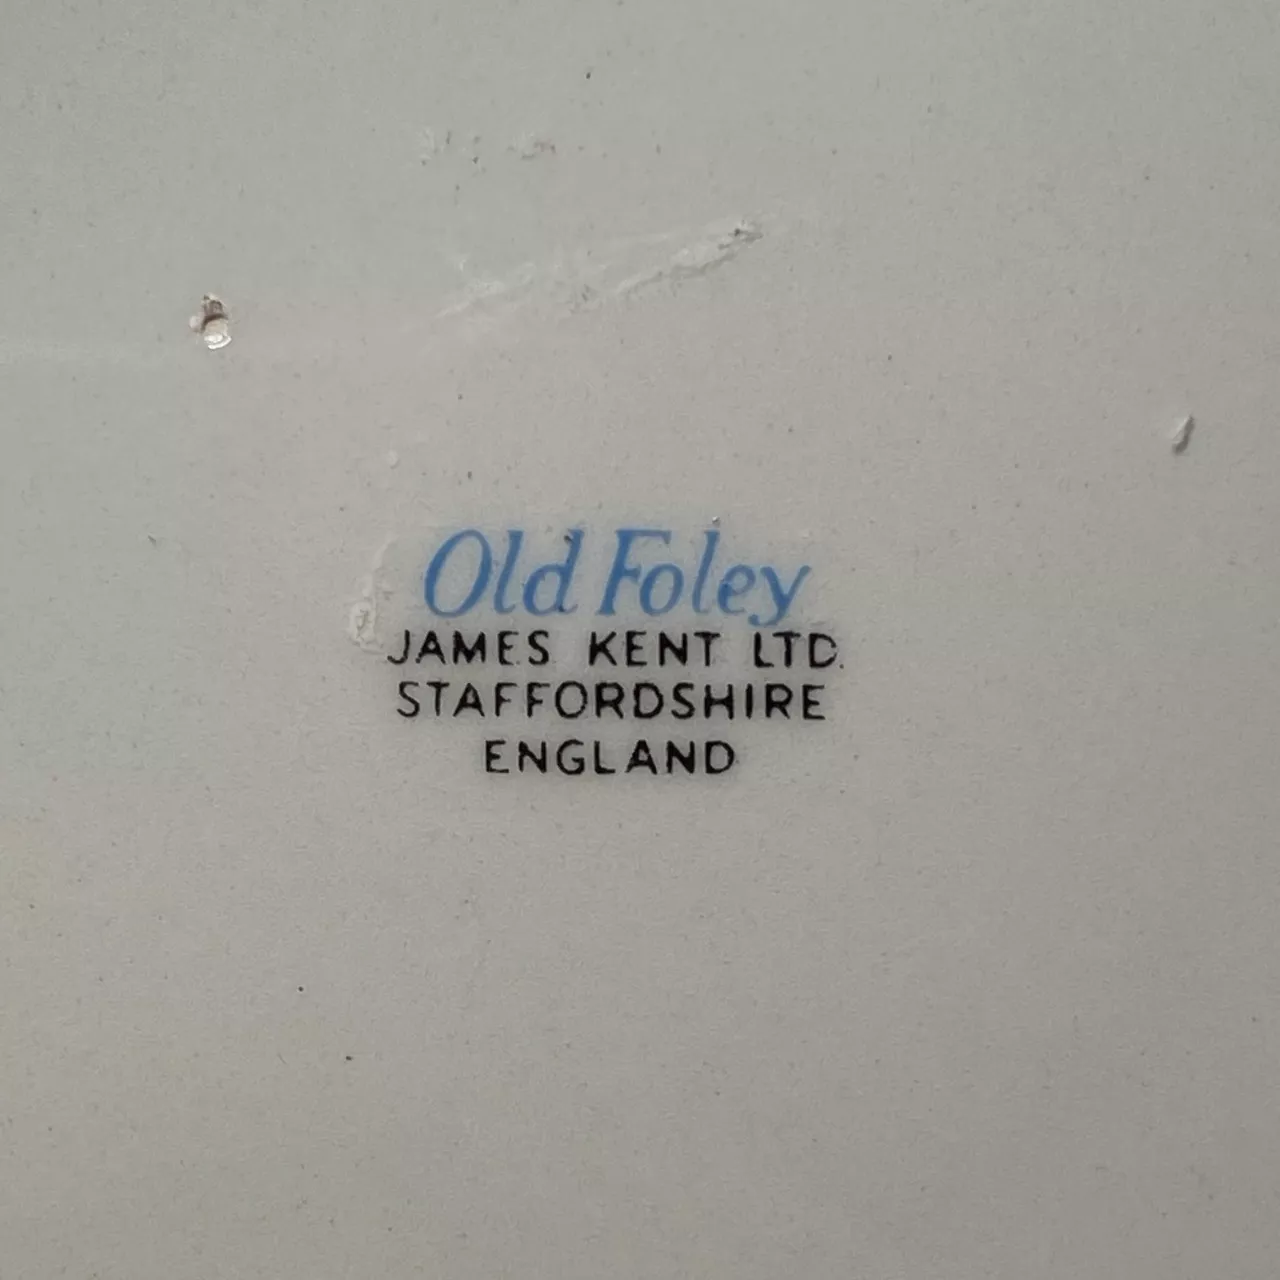 Old Foley
JAMES KENT LTD.
STAFFORDSHIRE
ENGLAND